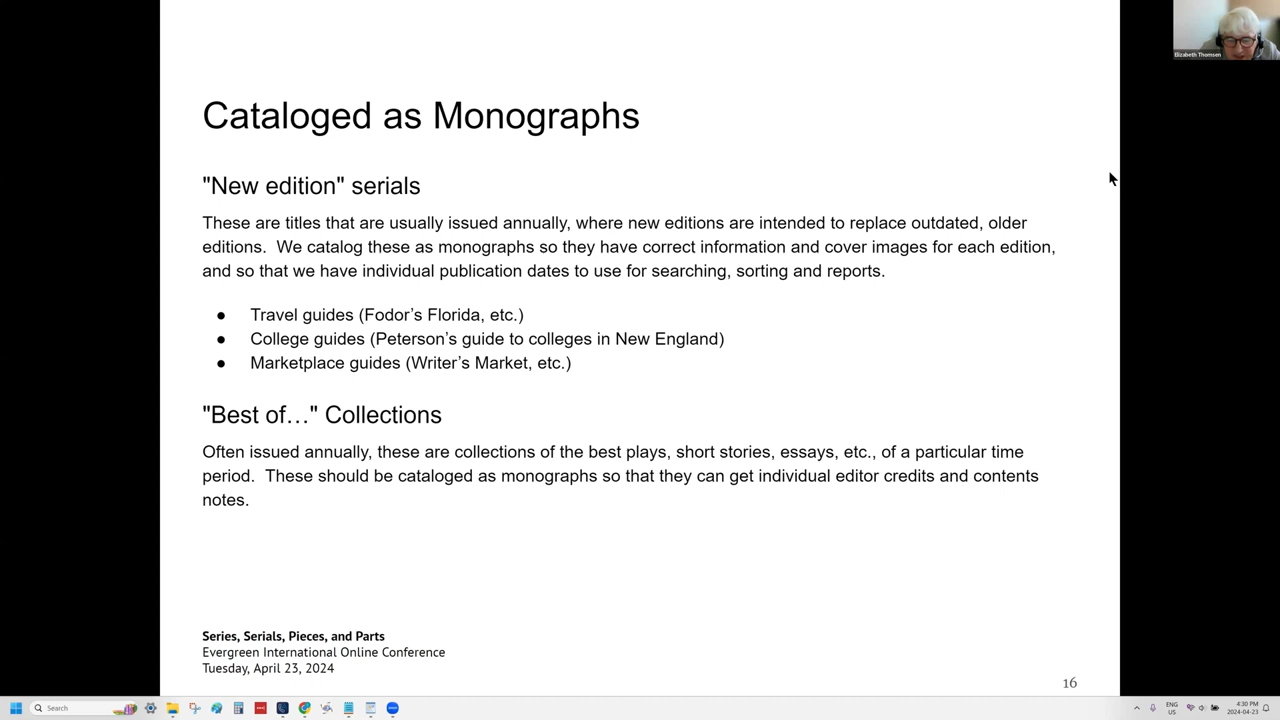 Elizabeth Thomsen
Cataloged as Monographs
"New edition" serials
These are titles that are usually issued annually, where new editions are intended to replace outdated, older
editions.  We catalog these as monographs so they have correct information and cover images for each edition,
and so that we have individual publication dates to use for searching, sorting and reports.
● Travel guides (Fodor’s Florida, etc.)
● College guides (Peterson’s guide to colleges in New England)
● Marketplace guides (Writer’s Market, etc.)
"Best of…" Collections
Often issued annually, these are collections of the best plays, short stories, essays, etc., of a particular time
period.  These should be cataloged as monographs so that they can get individual editor credits and contents
notes.
Series, Serials, Pieces, and Parts
Evergreen International Online Conference
Tuesday, April 23, 2024
16
Search
ENG
US
4:30 PM
2024-04-23